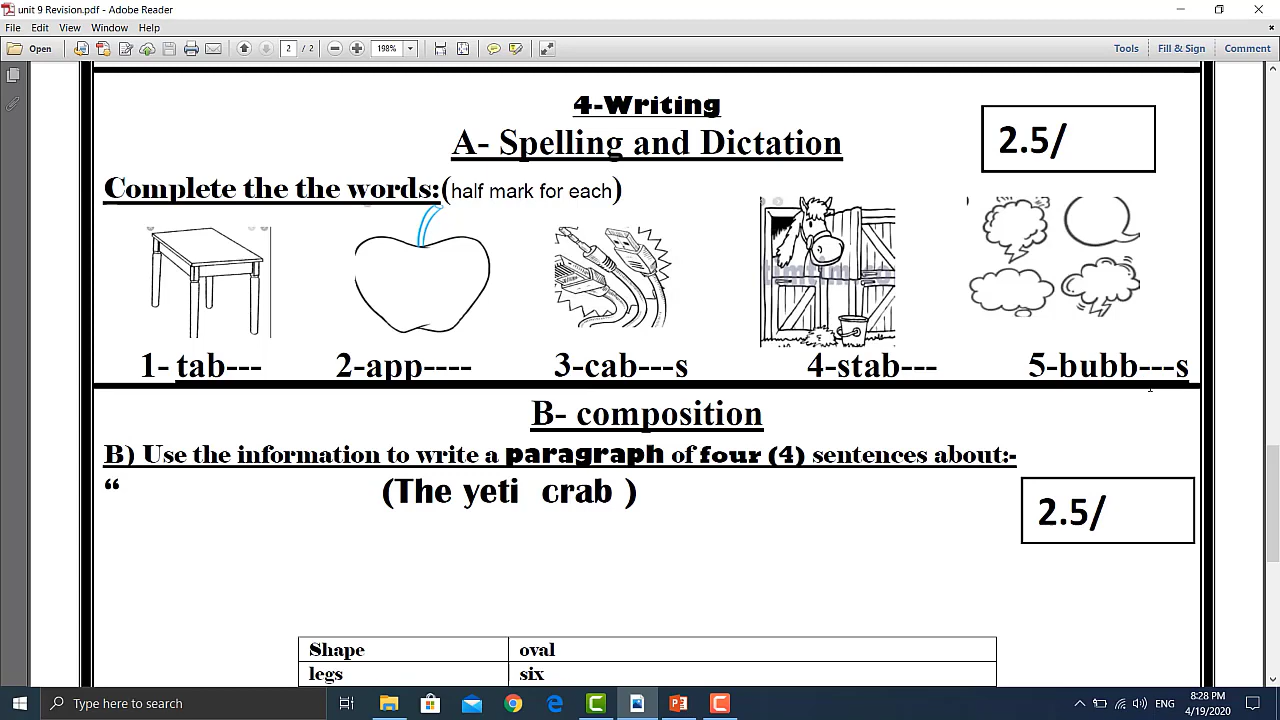 unit 9 Revision.pdf - Adobe Reader
File Edit View Window Help
Open 2 / 2 198% Tools Fill & Sign Comment
4-Writing
A- Spelling and Dictation
2.5/
Complete the the words:(half mark for each)
1- tab--- 2-app---- 3-cab---s 4-stab--- 5-bubb---s
B- composition
B) Use the information to write a paragraph of four (4) sentences about:-
“ (The yeti crab )
2.5/
Shape oval
legs six
Type here to search
ENG
8:28 PM
4/19/2020